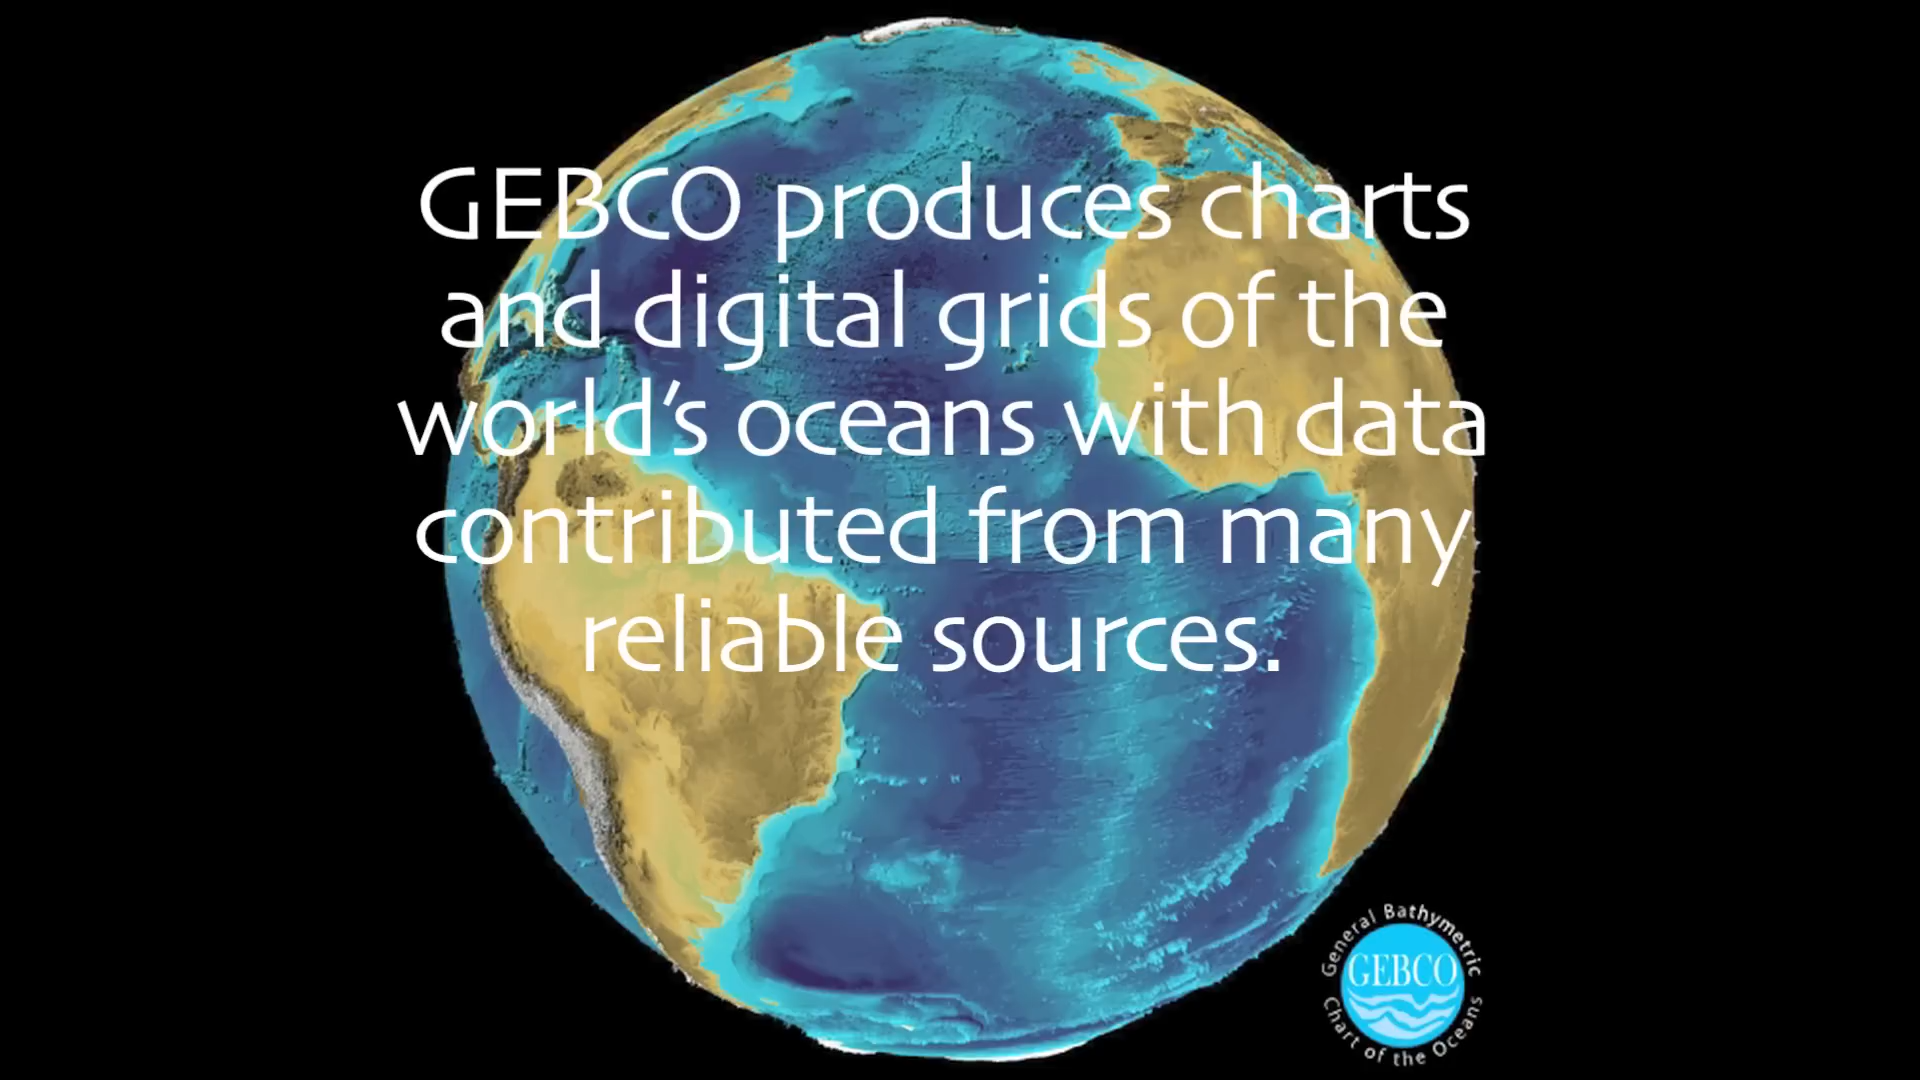 GEBCO produces charts
and digital grids of the
world's oceans with data
contributed from many
reliable sources.
General Bathymetric
GEBCO
Chart of the Oceans